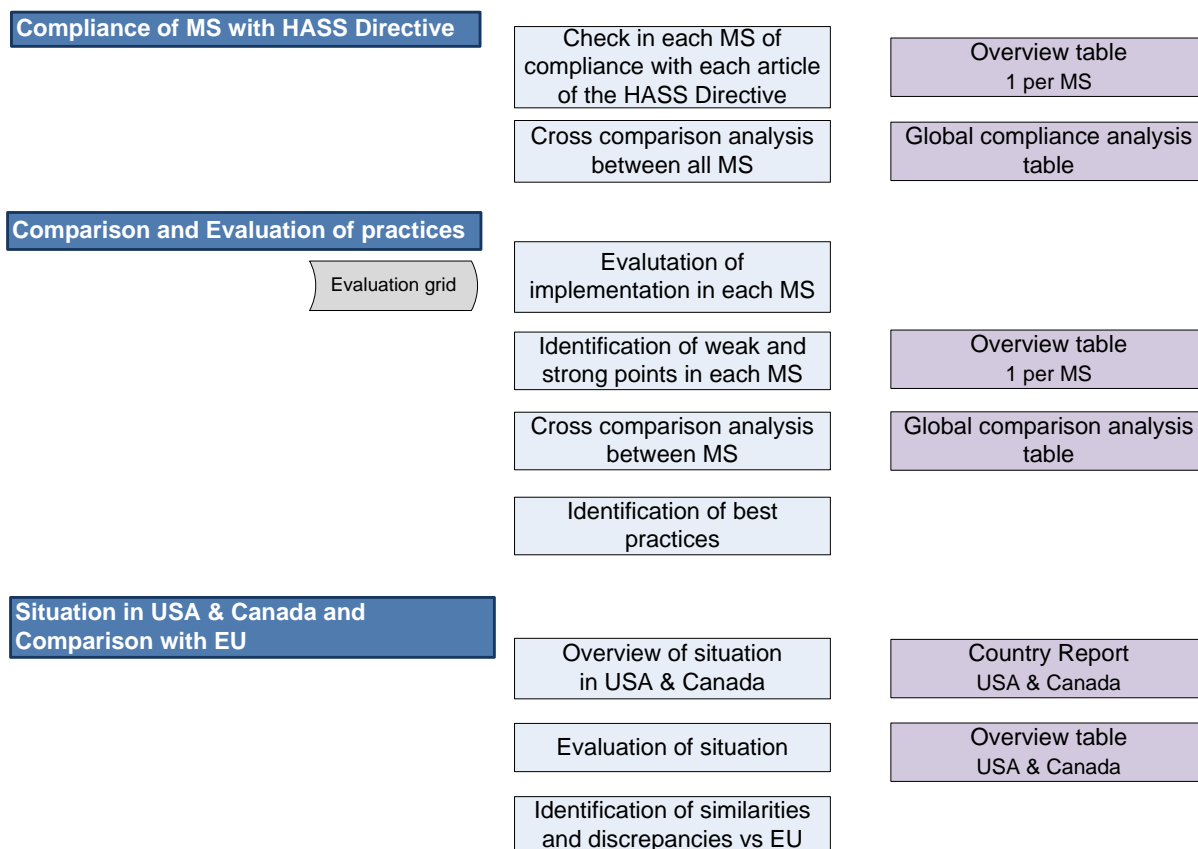 Compliance of MS with HASS Directive
Check in each MS of
compliance with each article
of the HASS Directive
Overview table
1 per MS
Cross comparison analysis
between all MS
Global compliance analysis
table
Comparison and Evaluation of practices
Evaluation grid
Evalutation of
implementation in each MS
Identification of weak and
strong points in each MS
Overview table
1 per MS
Cross comparison analysis
between MS
Global comparison analysis
table
Identification of best
practices
Situation in USA & Canada and
Comparison with EU
Overview of situation
in USA & Canada
Country Report
USA & Canada
Evaluation of situation
Overview table
USA & Canada
Identification of similarities
and discrepancies vs EU